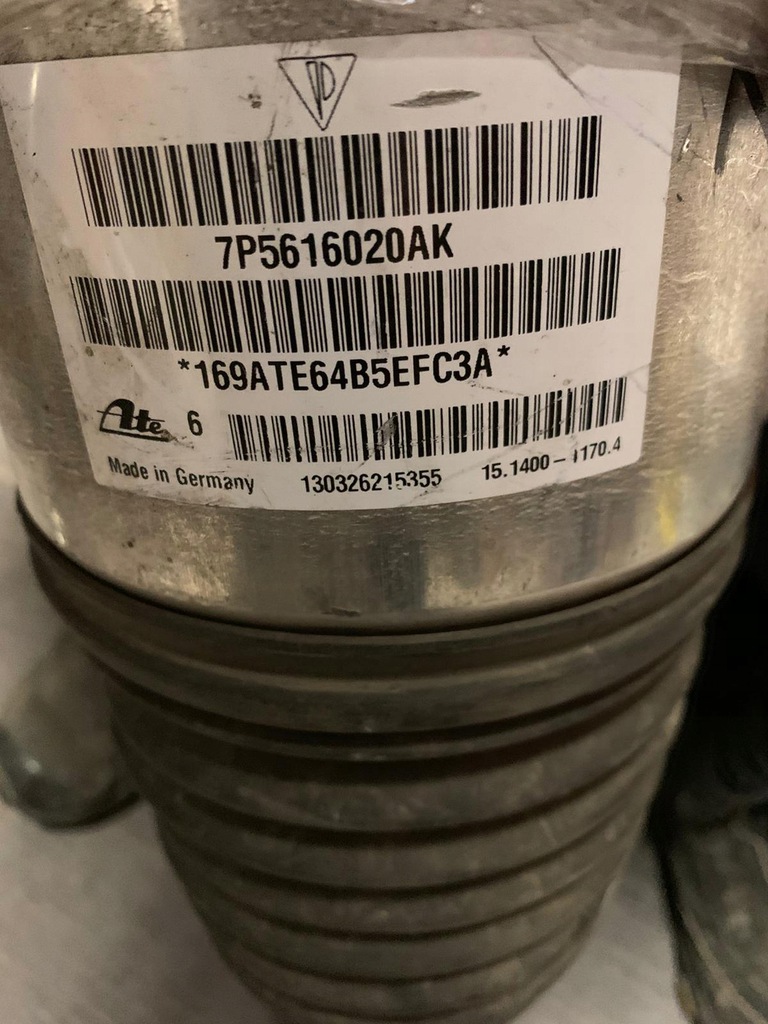 7P5616020AK
*169ATE64B5EFC3A*
Ate 6
Made in Germany 130326215355 15.1400-1170.4